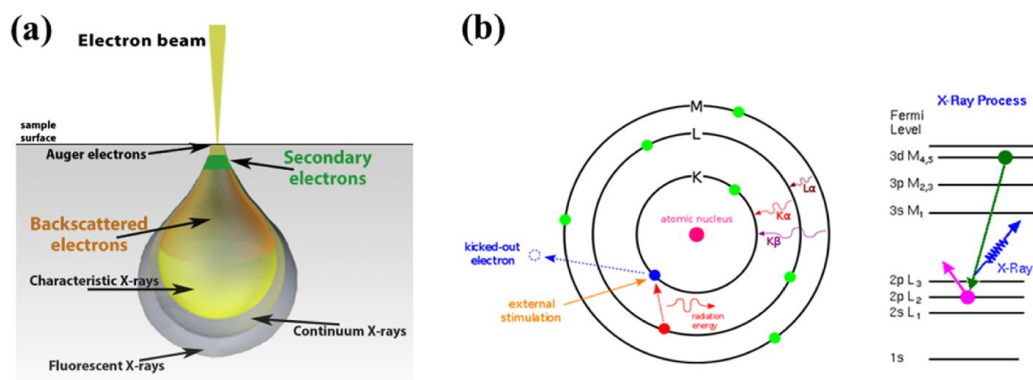 (a)
Electron beam
sample
surface
Auger electrons
Secondary
electrons
Backscattered
electrons
Characteristic X-rays
Continuum X-rays
Fluorescent X-rays
(b)
M
L
K
Lα
Kα
Kβ
atomic nucleus
kicked-out
electron
external
stimulation
radiation
energy
X-Ray Process
Fermi
Level
3d M4,5
3p M2,3
3s M1
X-Ray
2p L3
2p L2
2s L1
1s